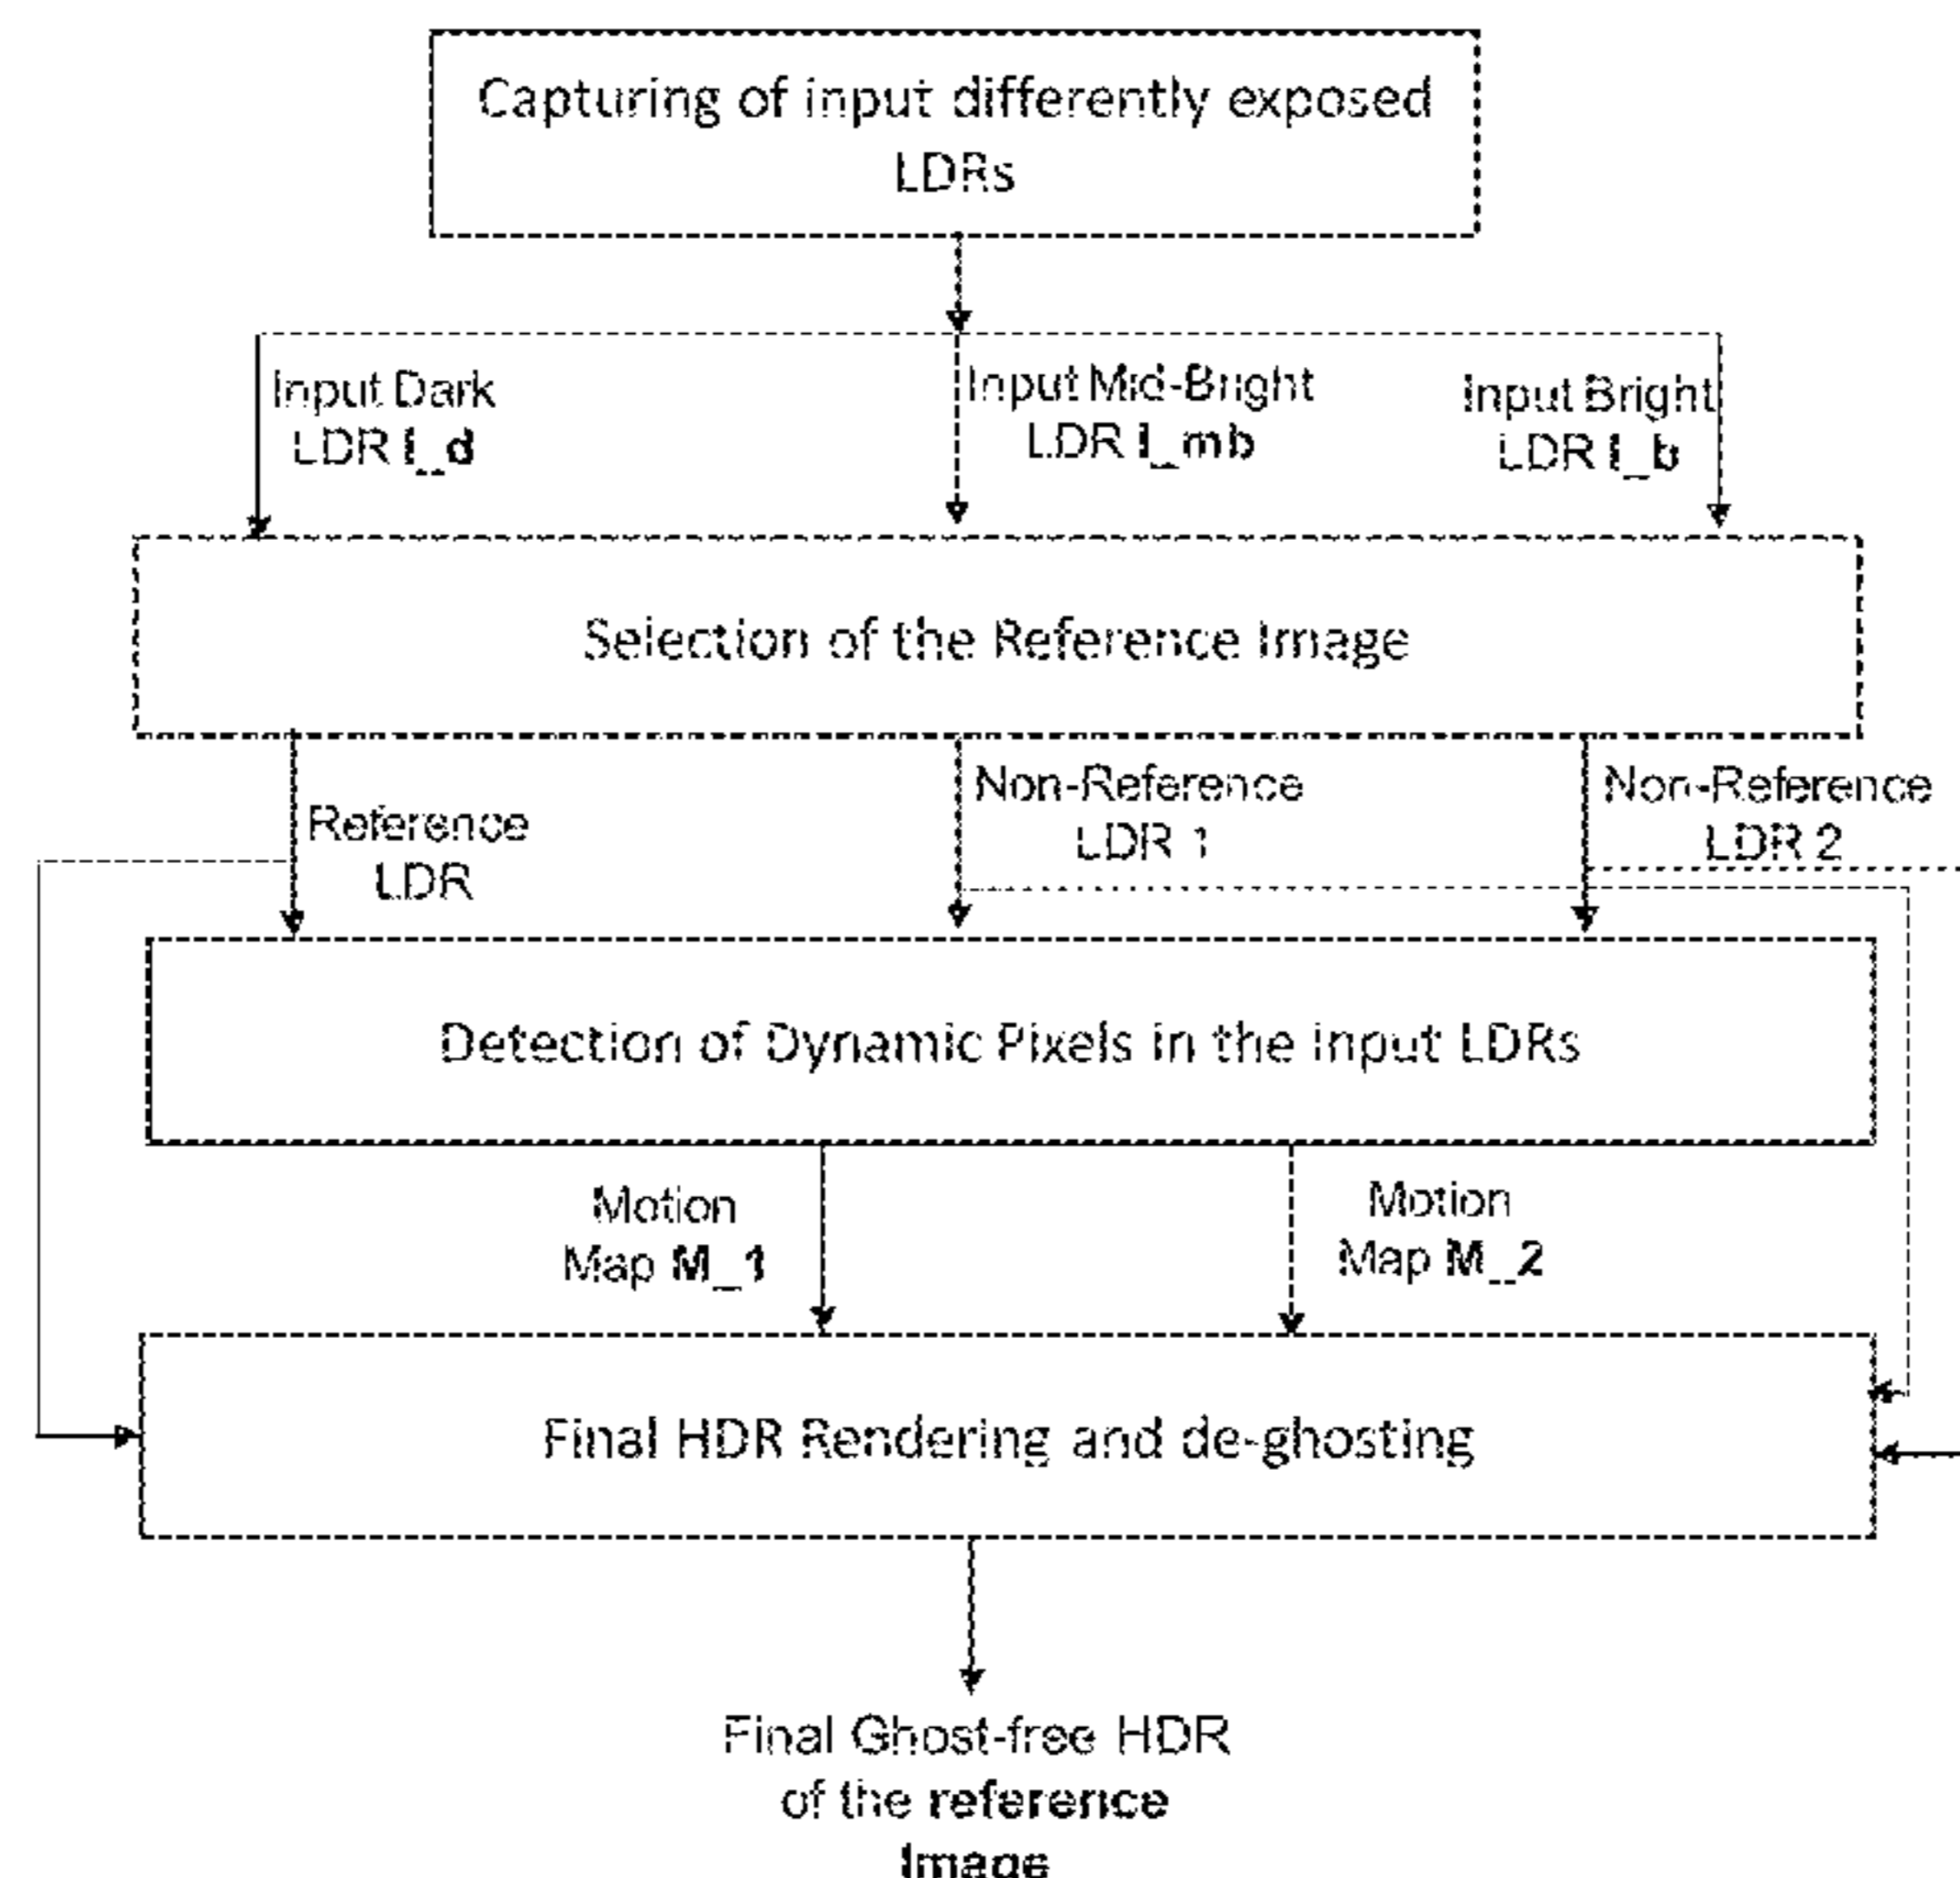 Capturing of input differently exposed
LDRs
Input Dark
LDR I_d
Input Mid-Bright
LDR I_mb
Input Bright
LDR I_b
Selection of the Reference Image
Reference
LDR
Non-Reference
LDR 1
Non-Reference
LDR 2
Detection of Dynamic Pixels in the input LDRs
Motion
Map M_1
Motion
Map M_2
Final HDR Rendering and de-ghosting
Final Ghost-free HDR
of the reference
Image